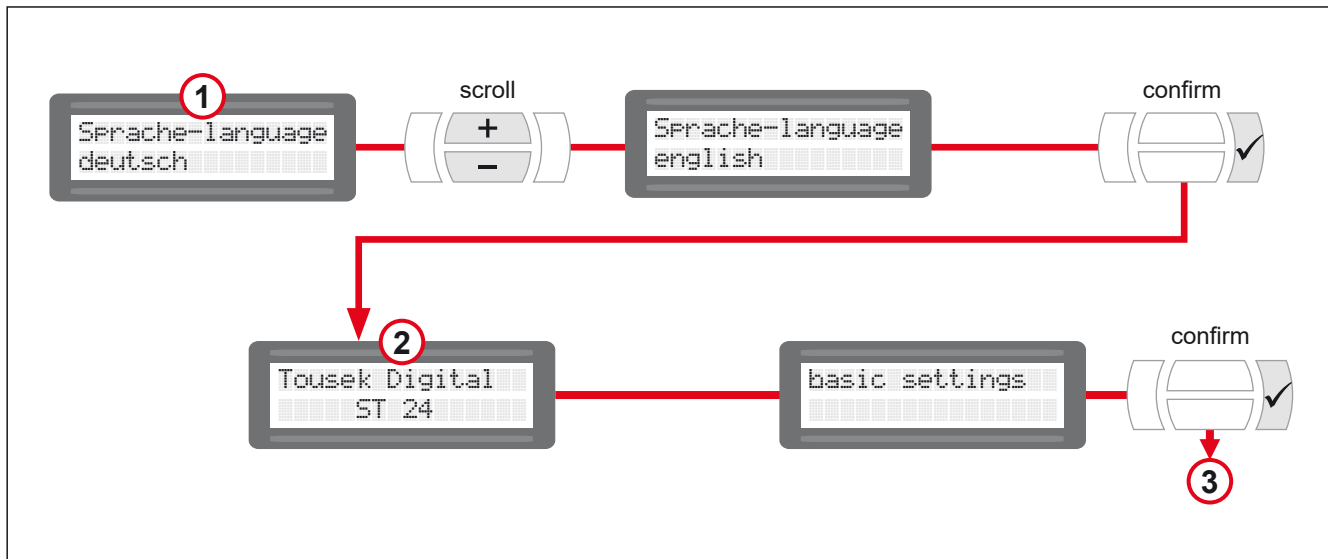 1
Sprache-language
deutsch
scroll
+
−
Sprache-language
english
confirm
✓
2
Tousek Digital
ST 24
basic settings
confirm
✓
3